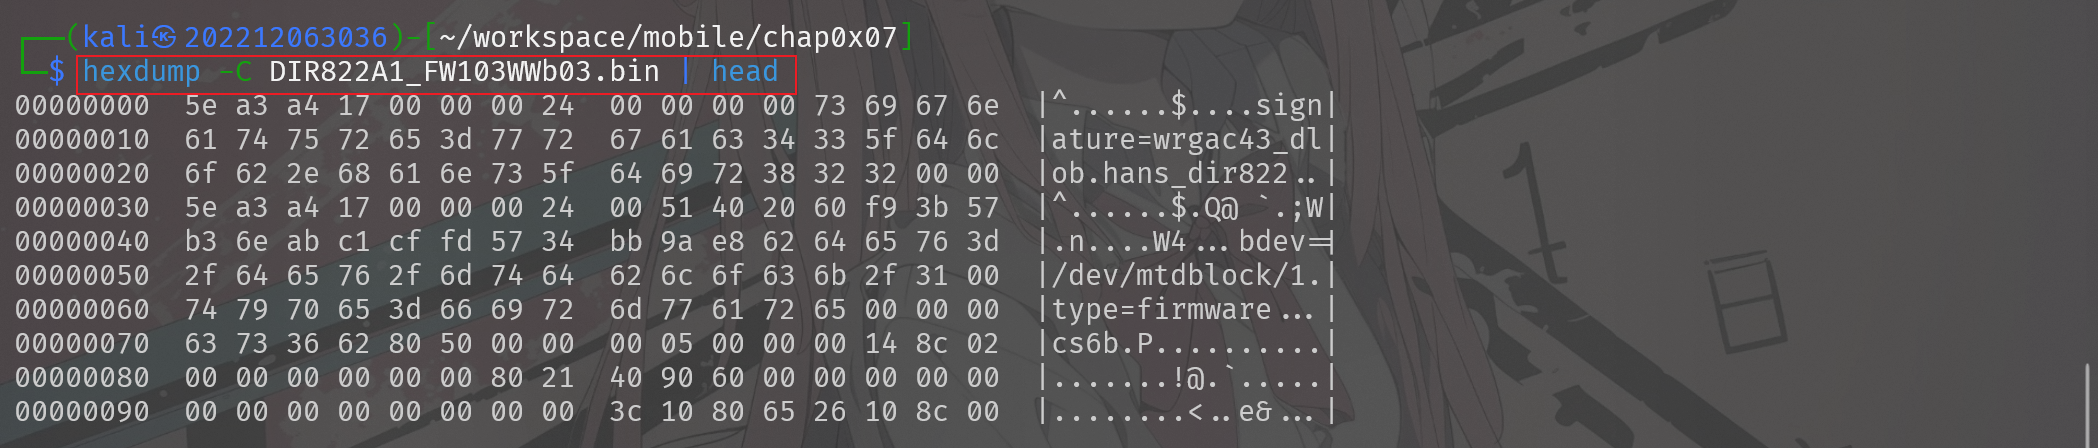 ┌──(kali㉿202212063036)-[~/workspace/mobile/chap0x07]
└─$ hexdump -C DIR822A1_FW103WWb03.bin | head
00000000  5e a3 a4 17 00 00 00 24  00 00 00 00 73 69 67 6e  |^......$....sign|
00000010  61 74 75 72 65 3d 77 72  67 61 63 34 33 5f 64 6c  |ature=wrgac43_dl|
00000020  6f 62 2e 68 61 6e 73 5f  64 69 72 38 32 32 00 00  |ob.hans_dir822..|
00000030  5e a3 a4 17 00 00 00 24  00 51 40 20 60 f9 3b 57  |^......$.Q@ `.;W|
00000040  b3 6e ab c1 cf fd 57 34  bb 9a e8 62 64 65 76 3d  |.n....W4...bdev=|
00000050  2f 64 65 76 2f 6d 74 64  62 6c 6f 63 6b 2f 31 00  |/dev/mtdblock/1.|
00000060  74 79 70 65 3d 66 69 72  6d 77 61 72 65 00 00 00  |type=firmware...|
00000070  63 73 36 62 80 50 00 00  00 05 00 00 00 14 8c 02  |cs6b.P..........|
00000080  00 00 00 00 00 00 80 21  40 90 60 00 00 00 00 00  |.......!@.`.....|
00000090  00 00 00 00 00 00 00 00  3c 10 80 65 26 10 8c 00  |........<..e&...|
1